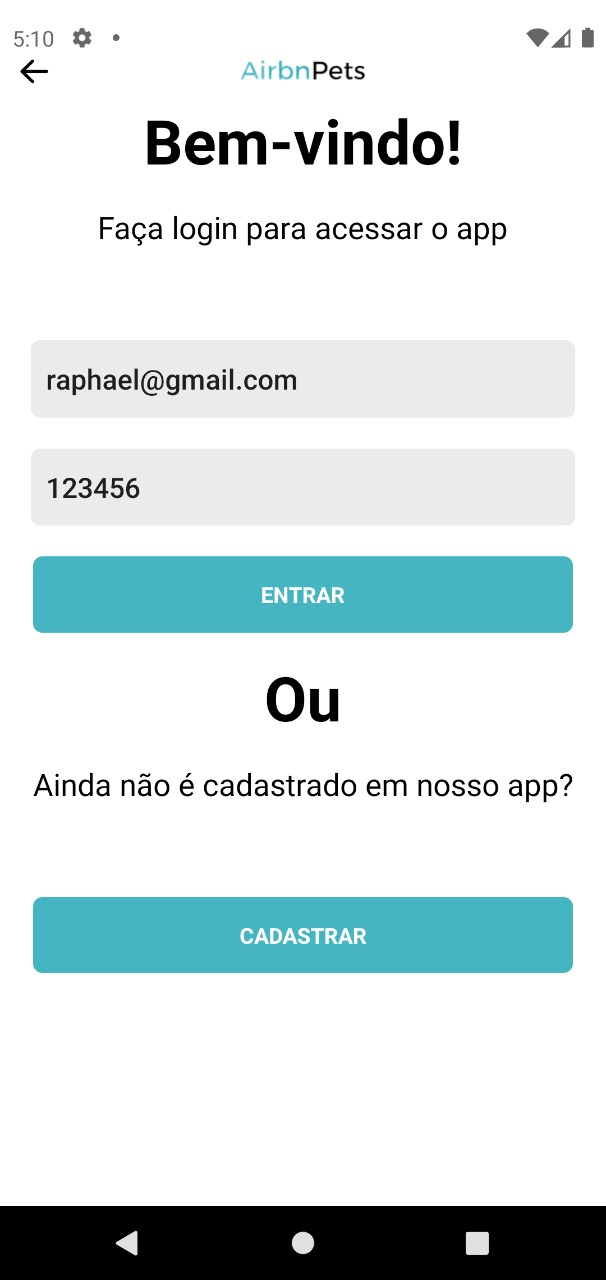 5:10
AirbnPets
Bem-vindo!
Faça login para acessar o app
raphael@gmail.com
123456
ENTRAR
Ou
Ainda não é cadastrado em nosso app?
CADASTRAR